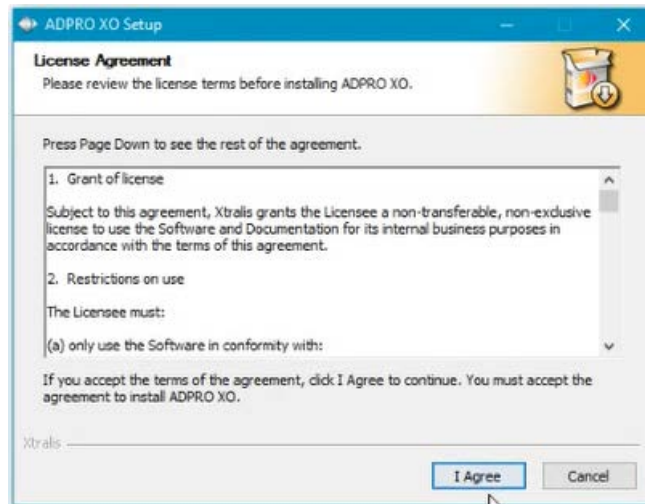 ADPRO XO Setup
License Agreement
Please review the license terms before installing ADPRO XO.
Press Page Down to see the rest of the agreement.
1. Grant of license
Subject to this agreement, Xtralis grants the Licensee a non-transferable, non-exclusive
license to use the Software and Documentation for its internal business purposes in
accordance with the terms of this agreement.
2. Restrictions on use
The Licensee must:
(a) only use the Software in conformity with:
If you accept the terms of the agreement, click I Agree to continue. You must accept the
agreement to install ADPRO XO.
Xtralis
I Agree
Cancel